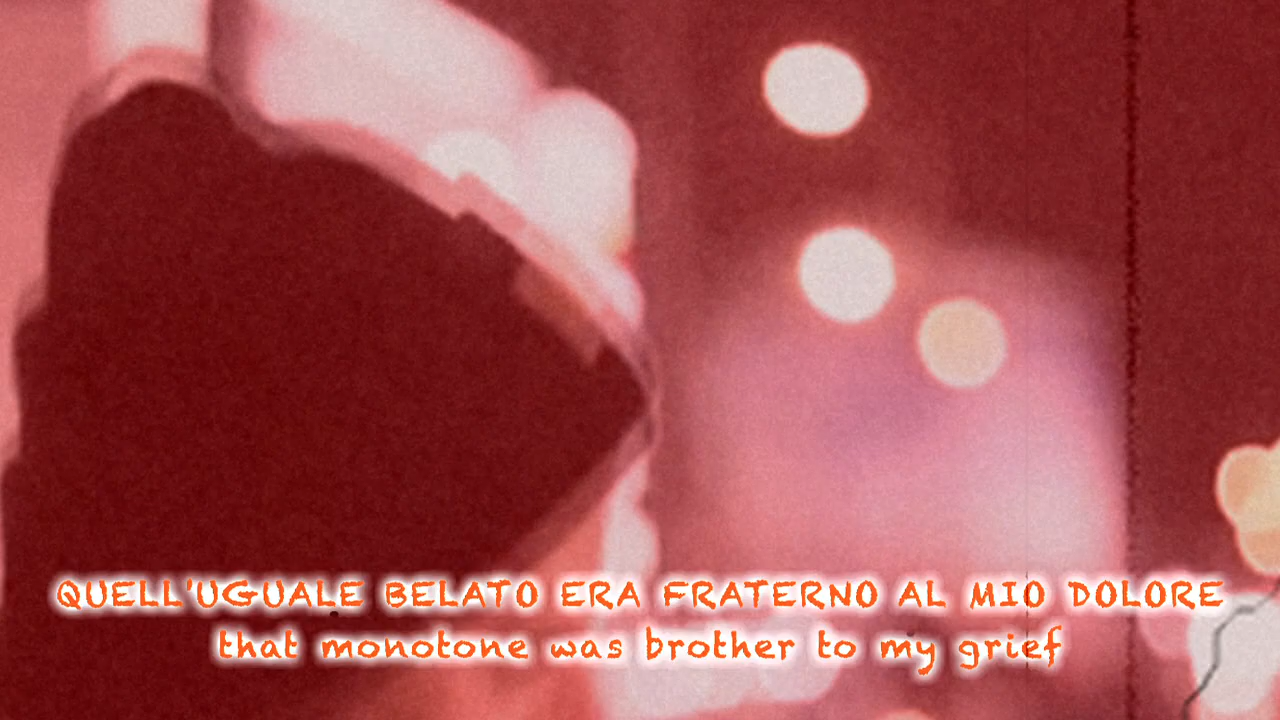 QUELL'UGUALE BELATO ERA FRATERNO AL MIO DOLORE
that monotone was brother to my grief